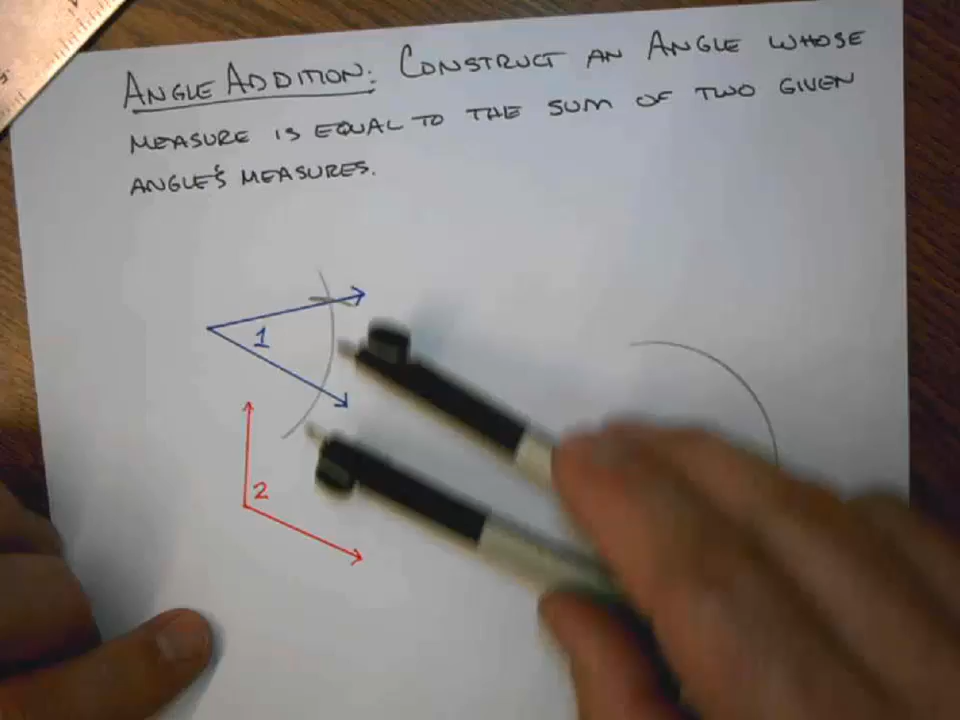 ANGLE ADDITION: CONSTRUCT AN ANGLE WHOSE
MEASURE IS EQUAL TO THE SUM OF TWO GIVEN
ANGLE'S MEASURES.
1
2